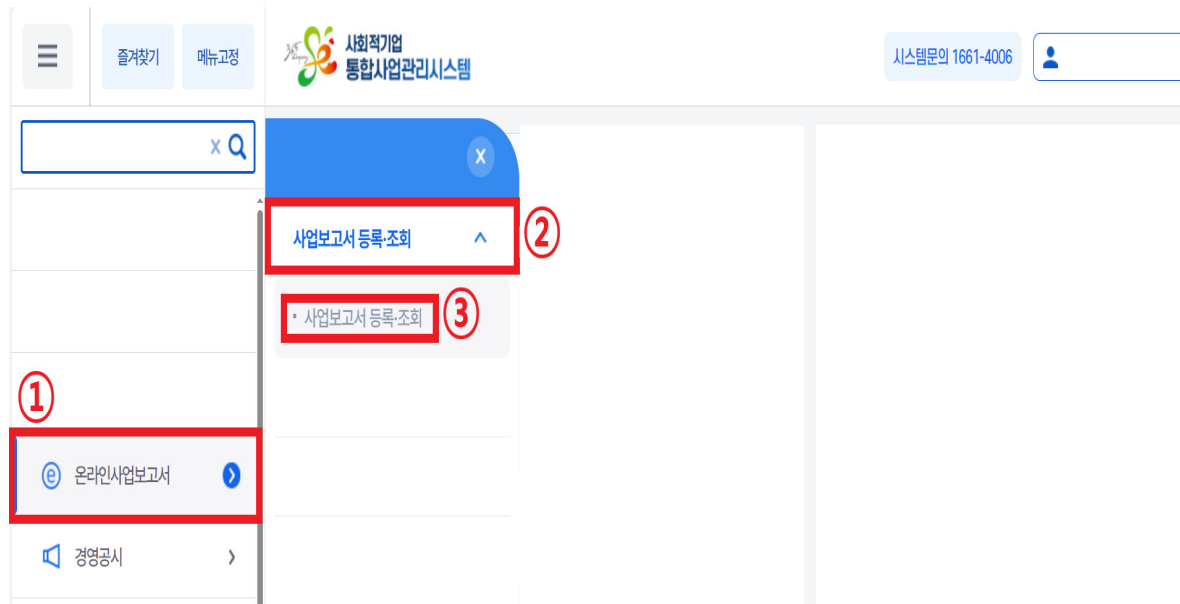 즐겨찾기
메뉴고정
사회적기업
통합사업관리시스템
시스템문의 1661-4006
사업보고서 등록·조회
②
· 사업보고서 등록·조회
③
①
온라인사업보고서
경영공시